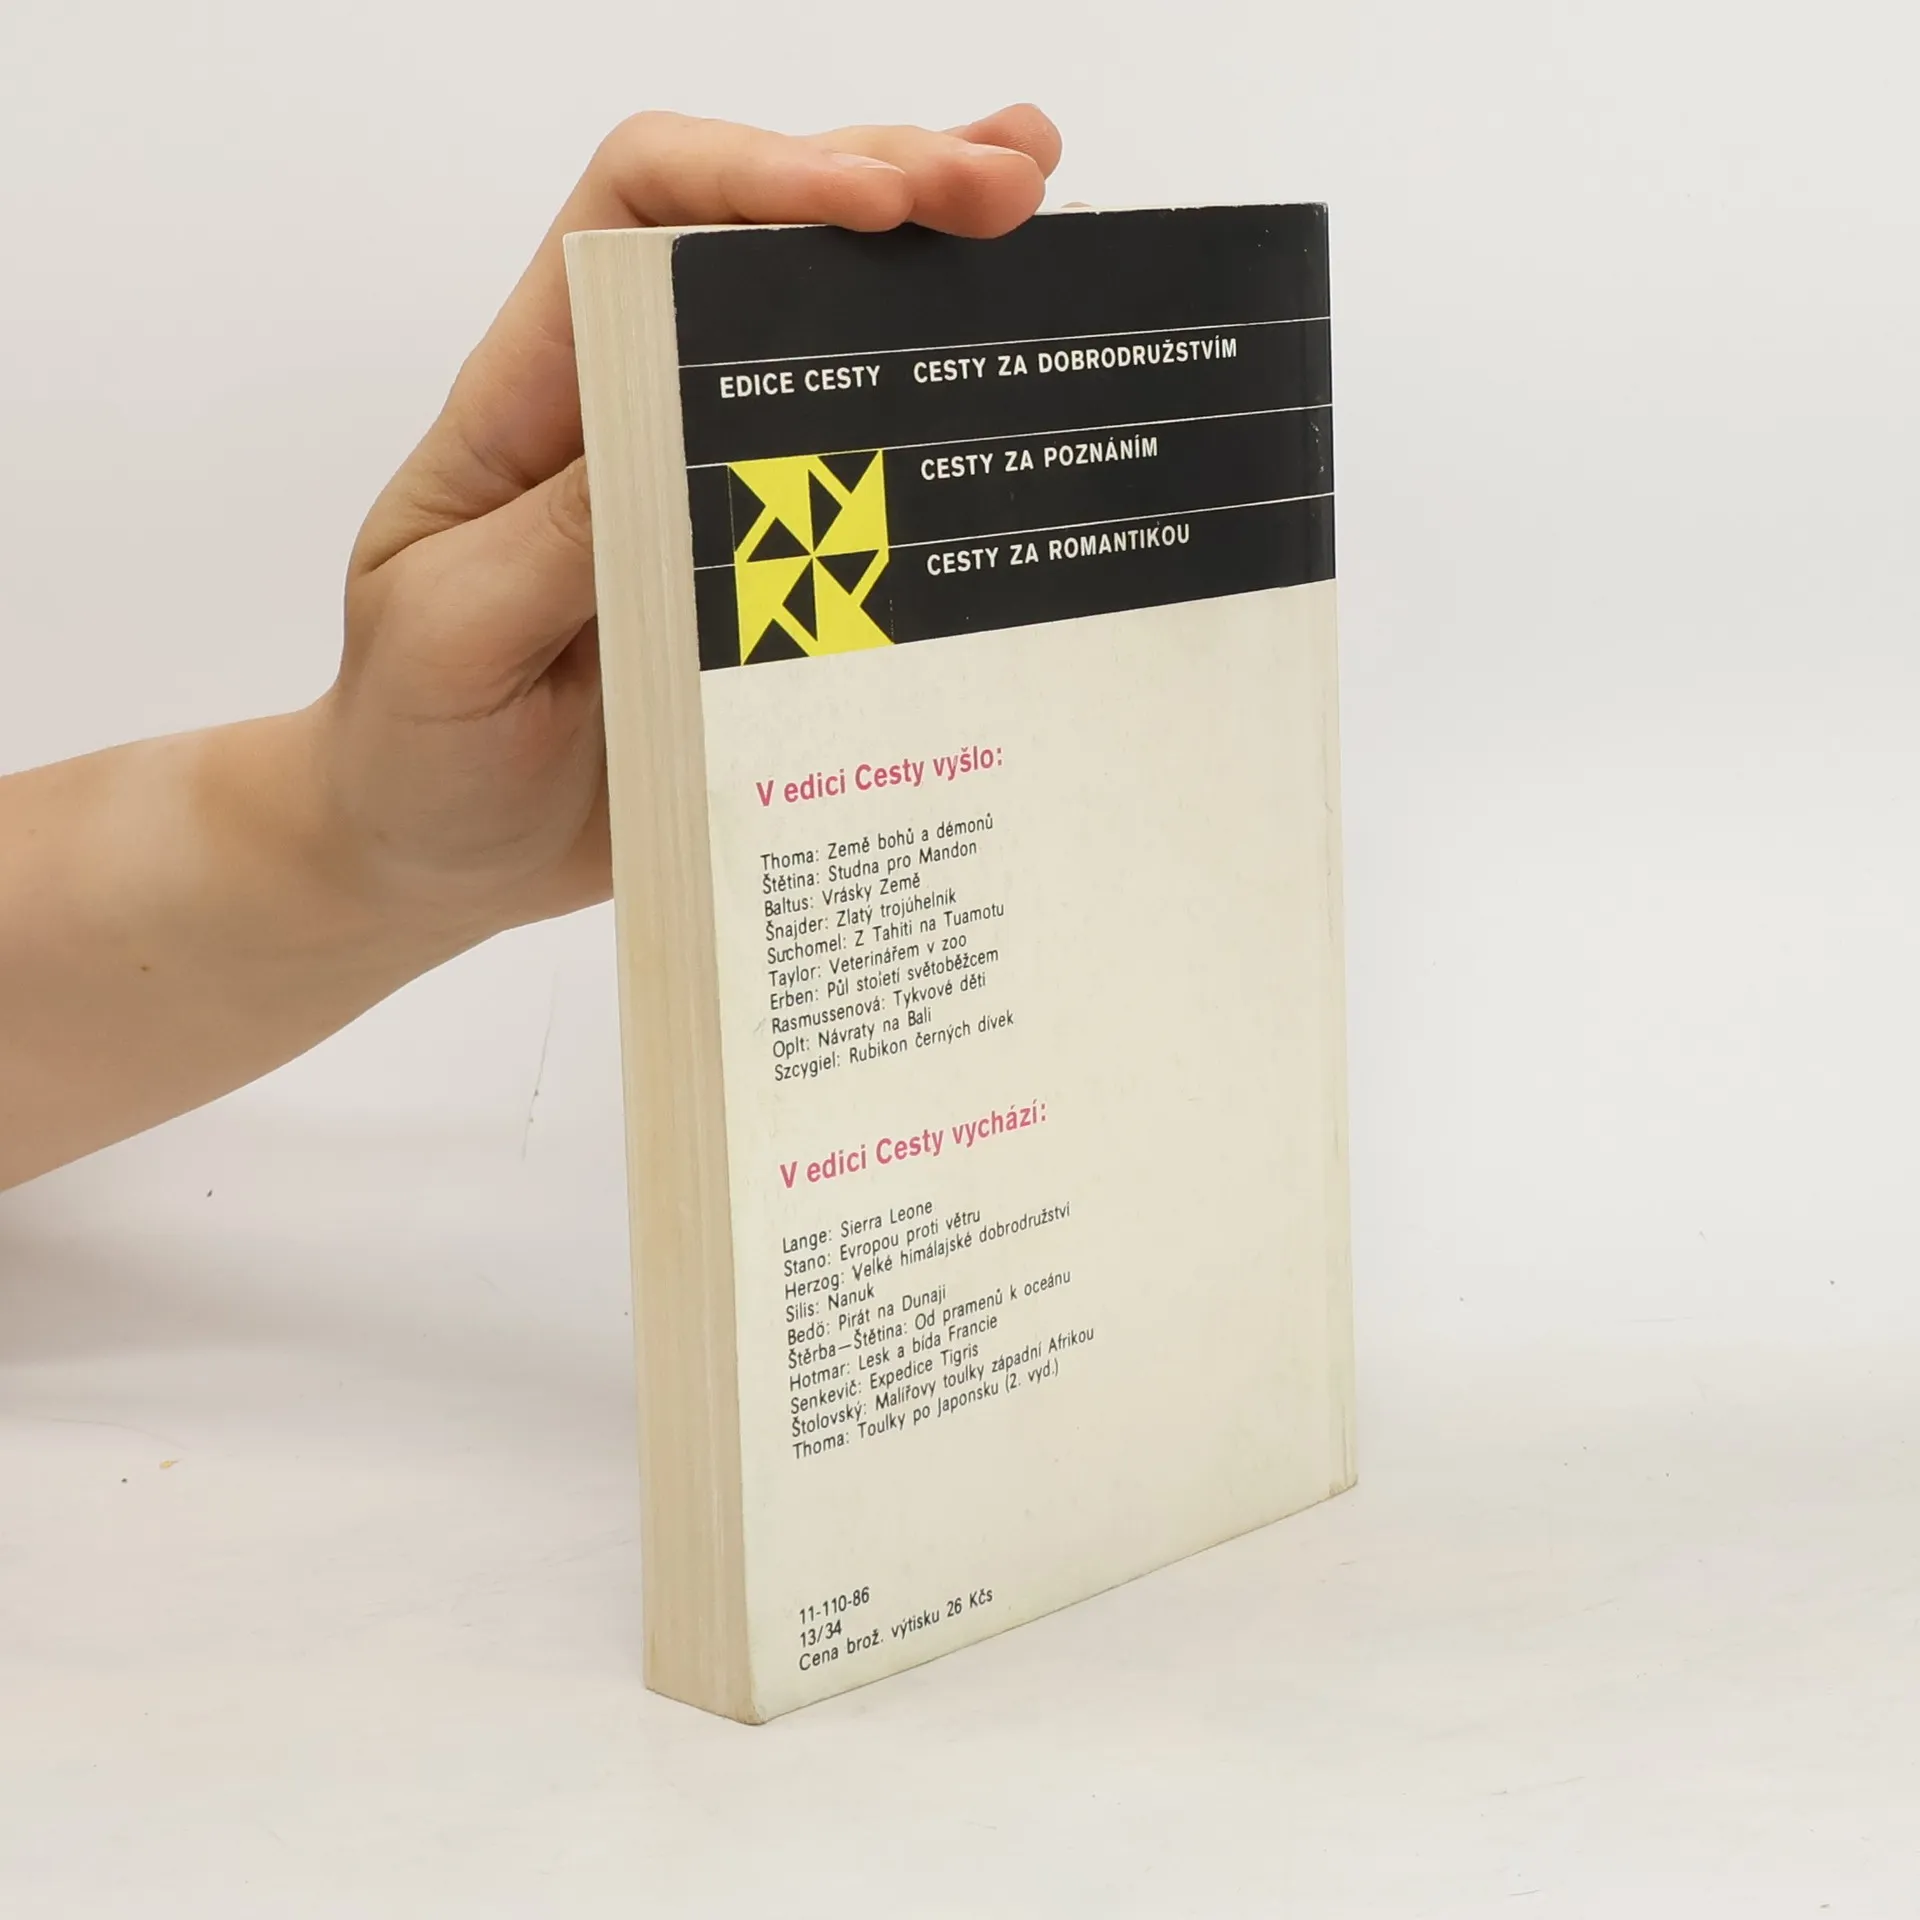 EDICE CESTY CESTY ZA DOBRODRUŽSTVÍM
CESTY ZA POZNÁNÍM
CESTY ZA ROMANTIKOU
V edici Cesty vyšlo:
Thoma: Země bohů a démonů
Štětina: Studna pro Mandon
Baltus: Vrásky Země
Šnajder: Zlatý trojúhelník
Suchomel: Z Tahiti na Tuamotu
Taylor: Veterinářem v zoo
Erben: Půl století světoběžcem
Rasmussenová: Tykvové děti
Oplt: Návraty na Bali
Szcygiel: Rubikon černých dívek
V edici Cesty vychází:
Lange: Sierra Leone
Stano: Evropou proti větru
Herzog: Velké himálajské dobrodružství
Silis: Nanuk
Bedö: Pirát na Dunaji
Štěrba—Štětina: Od pramenů k oceánu
Hotmar: Lesk a bída Francie
Senkevič: Expedice Tigris
Štolovský: Malířovy toulky západní Afrikou
Thoma: Toulky po Japonsku (2. vyd.)
11-110-86
13/34
Cena brož. výtisku 26 Kčs